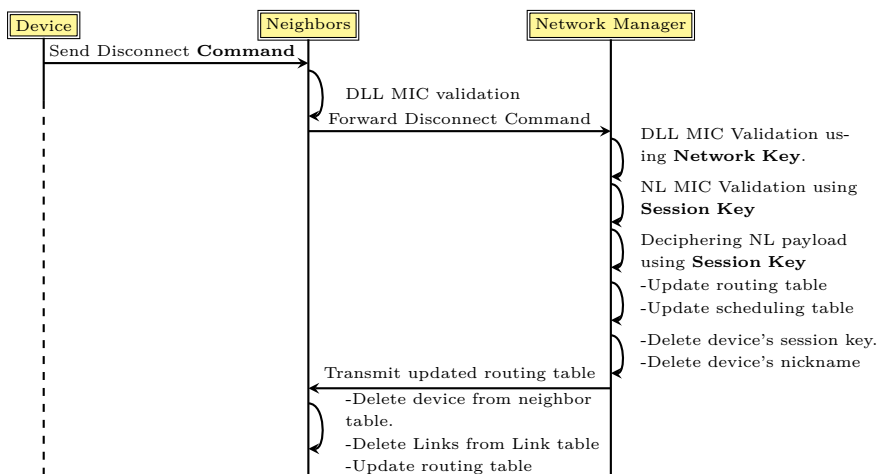 Device
Neighbors
Network Manager
Send Disconnect Command
DLL MIC validation
Forward Disconnect Command
DLL MIC Validation us-
ing Network Key.
NL MIC Validation using
Session Key
Deciphering NL payload
using Session Key
-Update routing table
-Update scheduling table
-Delete device's session key.
-Delete device's nickname
Transmit updated routing table
-Delete device from neighbor
table.
-Delete Links from Link table
-Update routing table